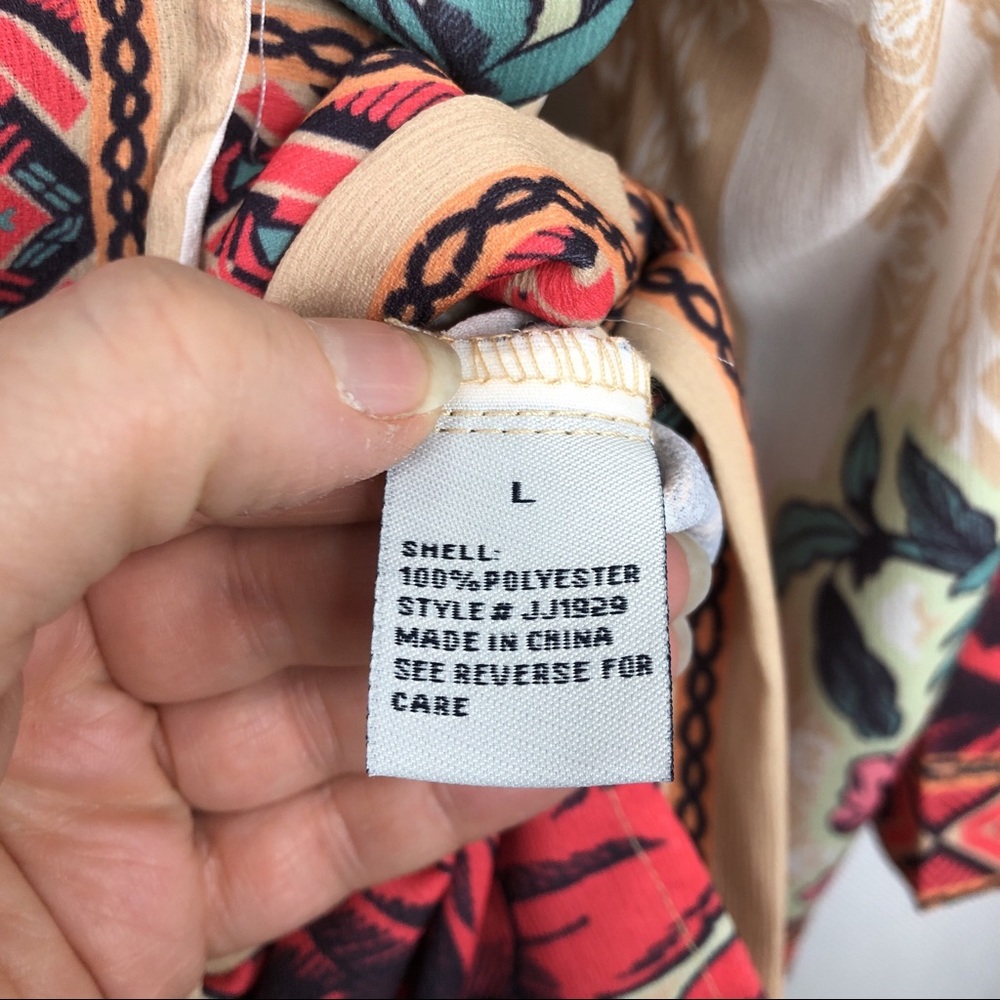 L
SHELL:
100%POLYESTER
STYLE# JJ1929
MADE IN CHINA
SEE REVERSE FOR
CARE